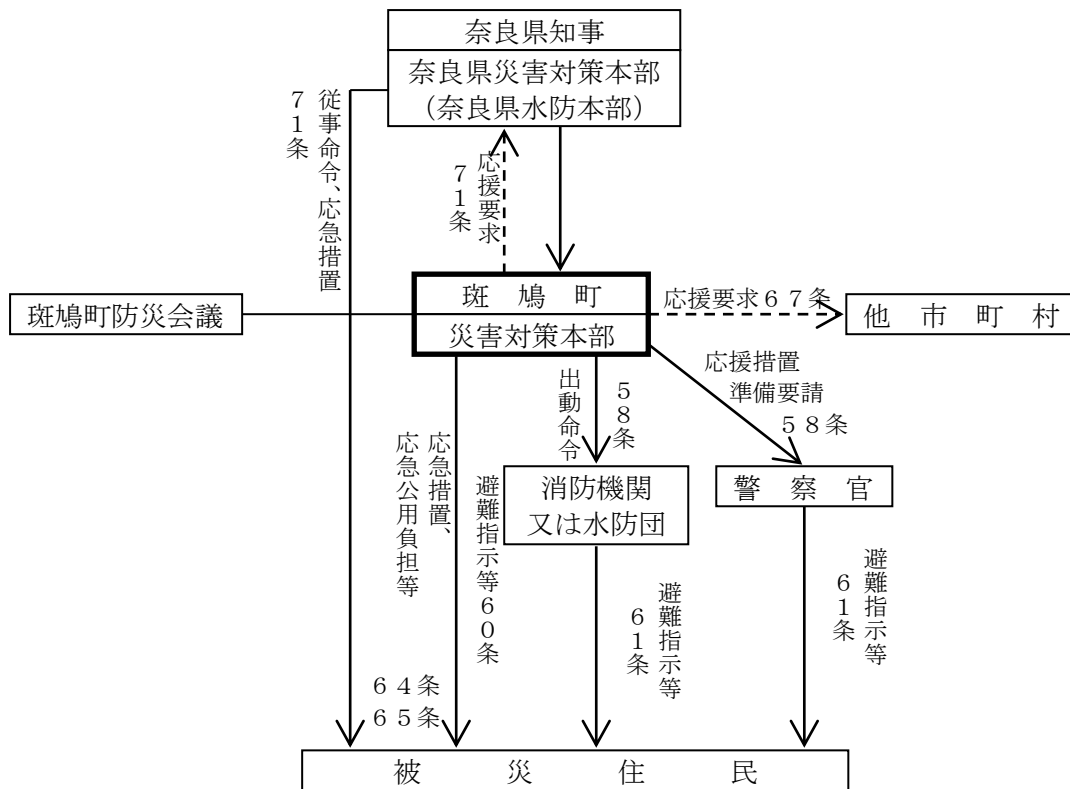 奈良県知事
奈良県災害対策本部
（奈良県水防本部）
従事命令、応急措置
７１条
応援要求
７１条
斑鳩町防災会議
斑　鳩　町
災害対策本部
応援要求６７条
他　市　町　村
応援措置
準備要請
５８条
出動命令
５８条
消防機関
又は水防団
警　察　官
応急措置、
応急公用負担等
６４条
６５条
避難指示等６０条
避難指示等
６１条
避難指示等
６１条
被　災　住　民